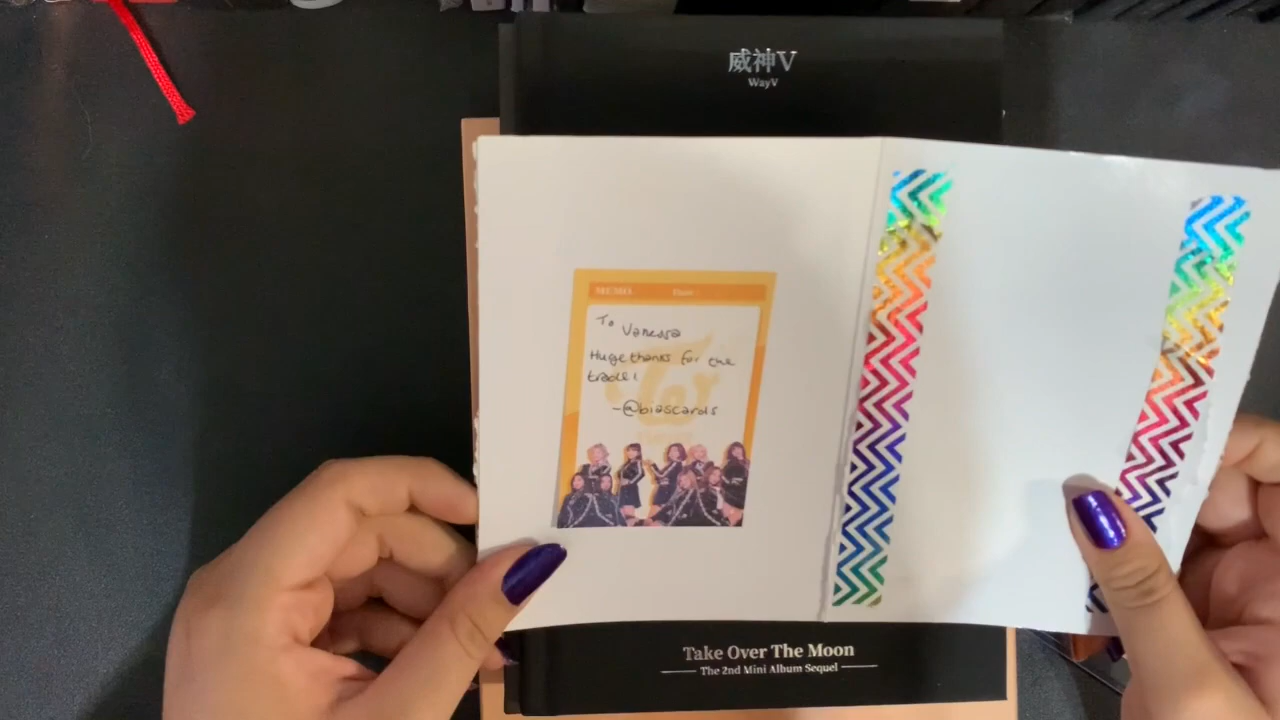 威神V
WayV
MEMO.
To
Vanessa
Huge thanks for the
trade!
-@biascards
Take Over The Moon
The 2nd Mini Album Sequel